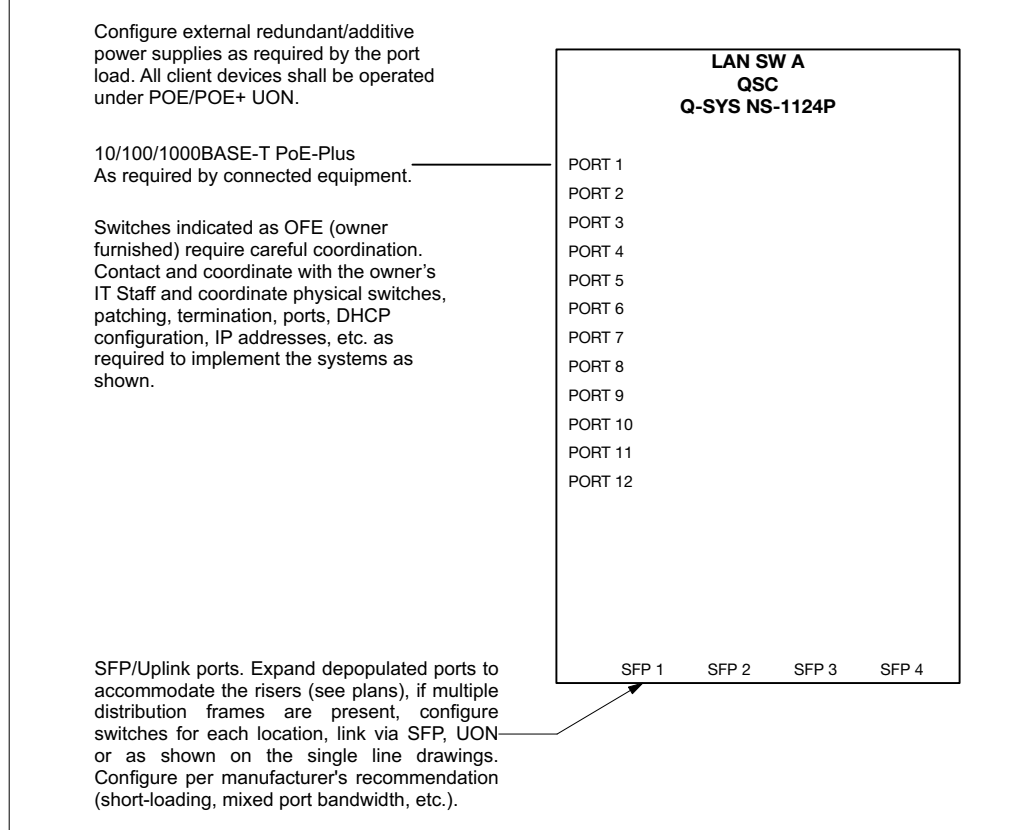 Configure external redundant/additive
power supplies as required by the port
load. All client devices shall be operated
under POE/POE+ UON.
10/100/1000BASE-T PoE-Plus
As required by connected equipment.
Switches indicated as OFE (owner
furnished) require careful coordination.
Contact and coordinate with the owner’s
IT Staff and coordinate physical switches,
patching, termination, ports, DHCP
configuration, IP addresses, etc. as
required to implement the systems as
shown.
SFP/Uplink ports. Expand depopulated ports to
accommodate the risers (see plans), if multiple
distribution frames are present, configure
switches for each location, link via SFP, UON
or as shown on the single line drawings.
Configure per manufacturer's recommendation
(short-loading, mixed port bandwidth, etc.).
LAN SW A
QSC
Q-SYS NS-1124P
PORT 1
PORT 2
PORT 3
PORT 4
PORT 5
PORT 6
PORT 7
PORT 8
PORT 9
PORT 10
PORT 11
PORT 12
SFP 1 SFP 2 SFP 3 SFP 4